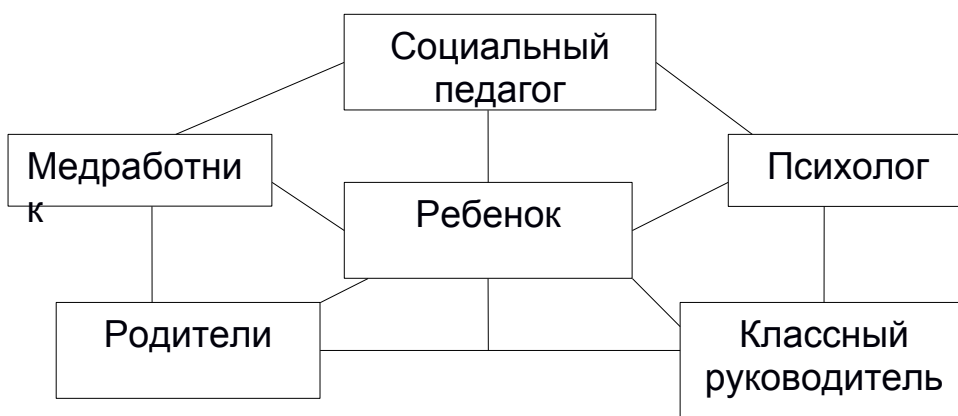 Социальный
педагог
Медработни
к
Психолог
Ребенок
Родители
Классный
руководитель